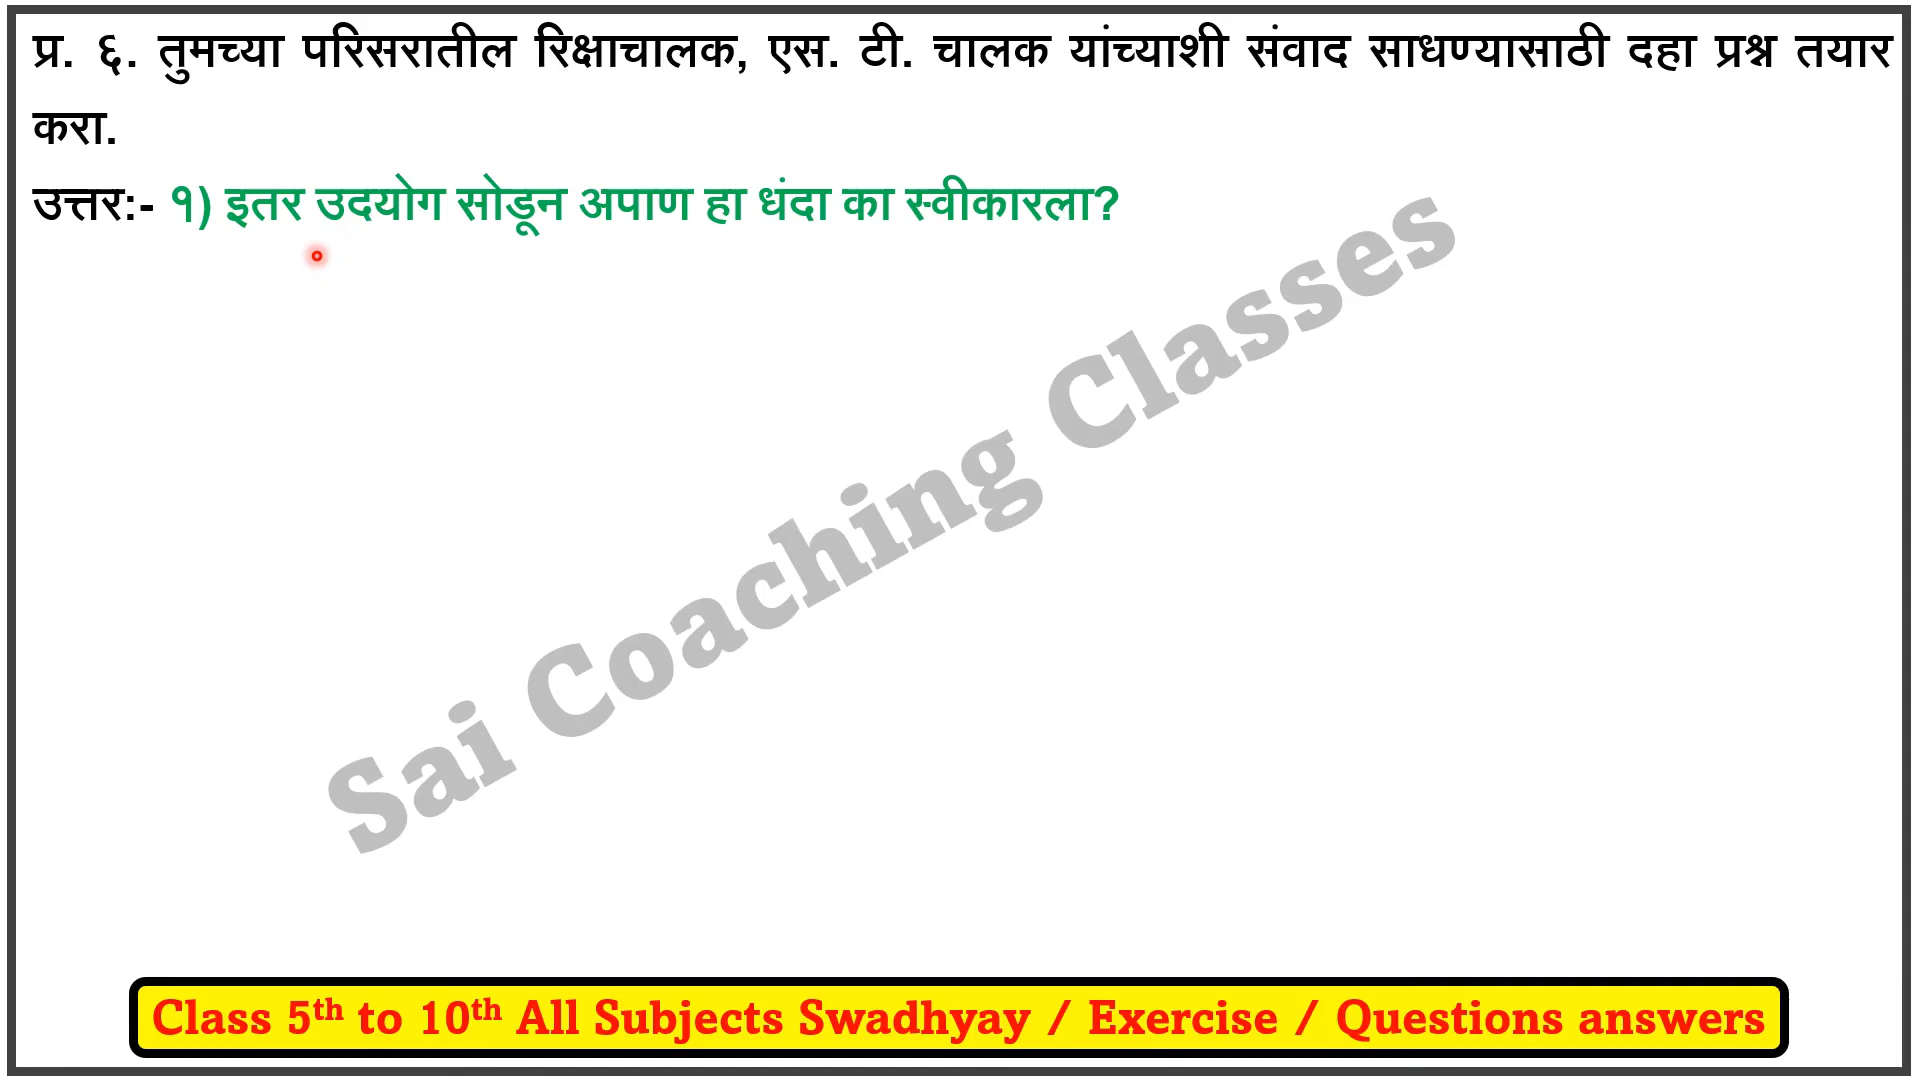 प्र. ६. तुमच्या परिसरातील रिक्षाचालक, एस. टी. चालक यांच्याशी संवाद साधण्यासाठी दहा प्रश्न तयार
करा.
उत्तर:- १) इतर उदयोग सोडून अपाण हा धंदा का स्वीकारला?
Sai Coaching Classes
Class 5th to 10th All Subjects Swadhyay / Exercise / Questions answers